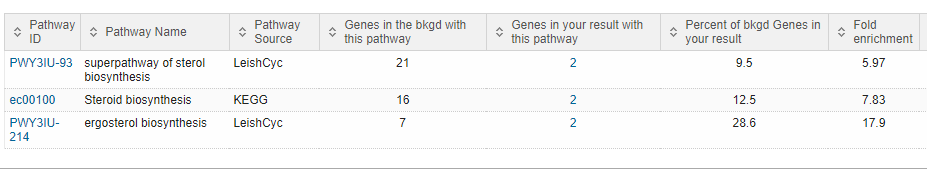 Pathway ID Pathway Name Pathway Source Genes in the bkgd with this pathway Genes in your result with this pathway Percent of bkgd Genes in your result Fold enrichment
PWY3IU-93 superpathway of sterol biosynthesis LeishCyc 21 2 9.5 5.97
ec00100 Steroid biosynthesis KEGG 16 2 12.5 7.83
PWY3IU-214 ergosterol biosynthesis LeishCyc 7 2 28.6 17.9